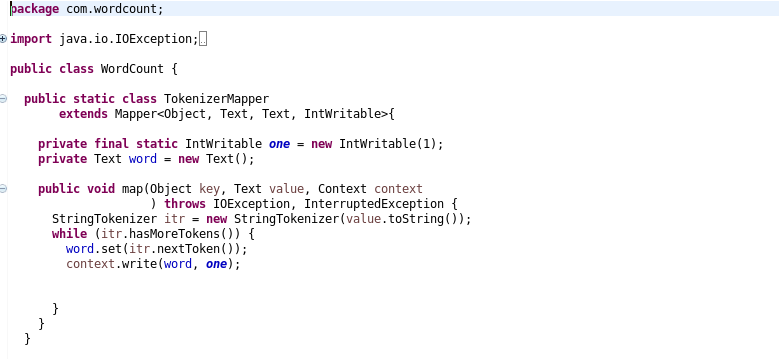 package com.wordcount;
import java.io.IOException;
public class WordCount {
public static class TokenizerMapper
extends Mapper<Object, Text, Text, IntWritable>{
private final static IntWritable one = new IntWritable(1);
private Text word = new Text();
public void map(Object key, Text value, Context context
) throws IOException, InterruptedException {
StringTokenizer itr = new StringTokenizer(value.toString());
while (itr.hasMoreTokens()) {
word.set(itr.nextToken());
context.write(word, one);
}
}
}